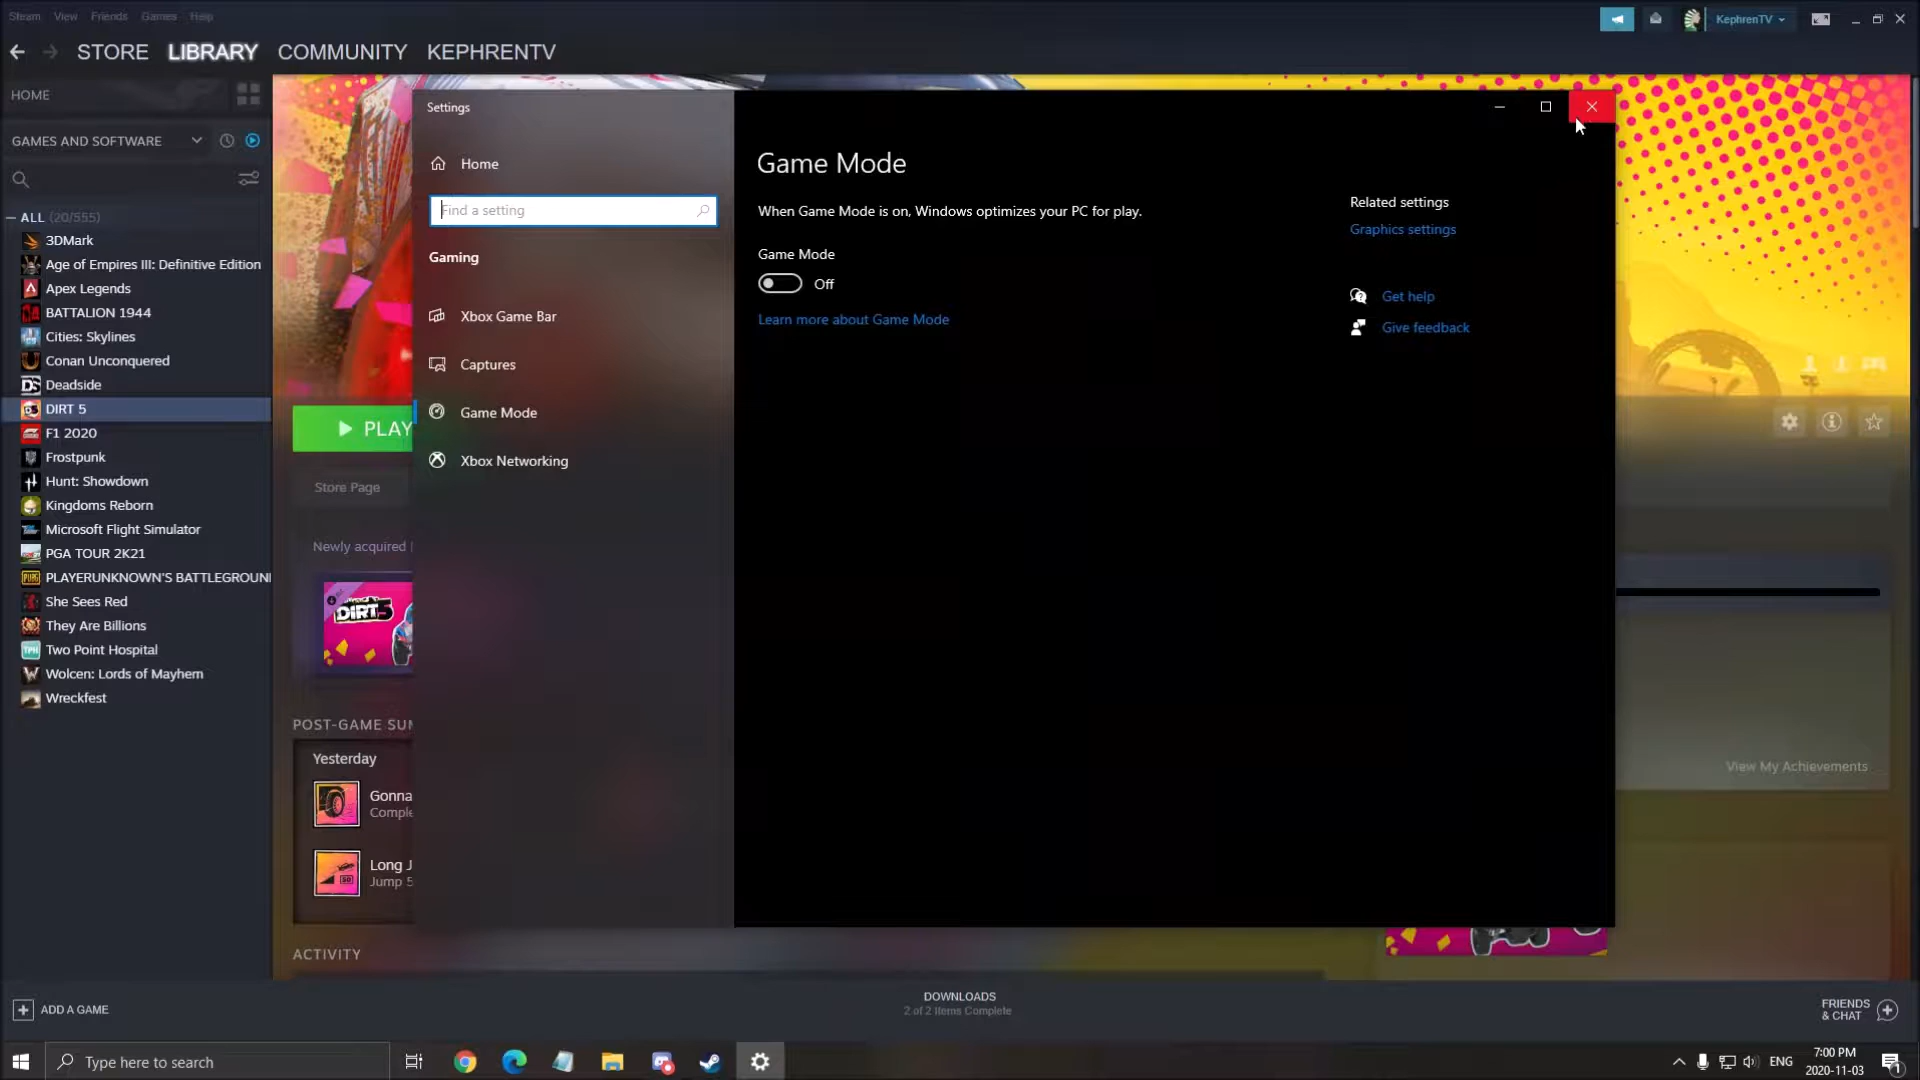 Steam View Friends Games Help
KephrenTV
STORE LIBRARY COMMUNITY KEPHRENTV
HOME
GAMES AND SOFTWARE
ALL (20/555)
3DMark
Age of Empires III: Definitive Edition
Apex Legends
BATTALION 1944
Cities: Skylines
Conan Unconquered
Deadside
DIRT 5
F1 2020
Frostpunk
Hunt: Showdown
Kingdoms Reborn
Microsoft Flight Simulator
PGA TOUR 2K21
PLAYERUNKNOWN'S BATTLEGROUN
She Sees Red
They Are Billions
Two Point Hospital
Wolcen: Lords of Mayhem
Wreckfest
PLAY
Store Page
Newly acquired
DIRT5
POST-GAME SUM
Yesterday
Gonna
Comple
Long J
Jump 5
ACTIVITY
Settings
Home
Find a setting
Gaming
Xbox Game Bar
Captures
Game Mode
Xbox Networking
Game Mode
When Game Mode is on, Windows optimizes your PC for play.
Game Mode
Off
Learn more about Game Mode
Related settings
Graphics settings
Get help
Give feedback
View My Achievements
ADD A GAME
DOWNLOADS
2 of 2 Items Complete
FRIENDS
& CHAT
Type here to search
ENG
7:00 PM
2020-11-03
1